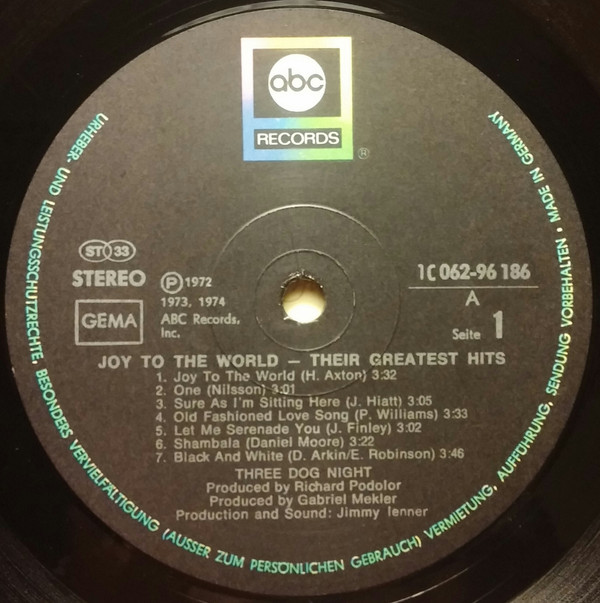 abc
RECORDS
®
URHEBER- UND LEISTUNGSSCHUTZRECHTE, BESONDERS VERVIELFÄLTIGUNG (AUSSER ZUM PERSÖNLICHEN GEBRAUCH) VERMIETUNG, AUFFÜHRUNG, SENDUNG VORBEHALTEN • MADE IN GERMANY
ST 33
STEREO
GEMA
Ⓟ 1972
1973, 1974
ABC Records,
Inc.
1C 062-96 186
A
Seite 1
JOY TO THE WORLD – THEIR GREATEST HITS
1. Joy To The World (H. Axton) 3:32
2. One (Nilsson) 3:01
3. Sure As I'm Sitting Here (J. Hiatt) 3:05
4. Old Fashioned Love Song (P. Williams) 3:33
5. Let Me Serenade You (J. Finley) 3:02
6. Shambala (Daniel Moore) 3:22
7. Black And White (D. Arkin/E. Robinson) 3:46
THREE DOG NIGHT
Produced by Richard Podolor
Produced by Gabriel Mekler
Production and Sound: Jimmy Ienner